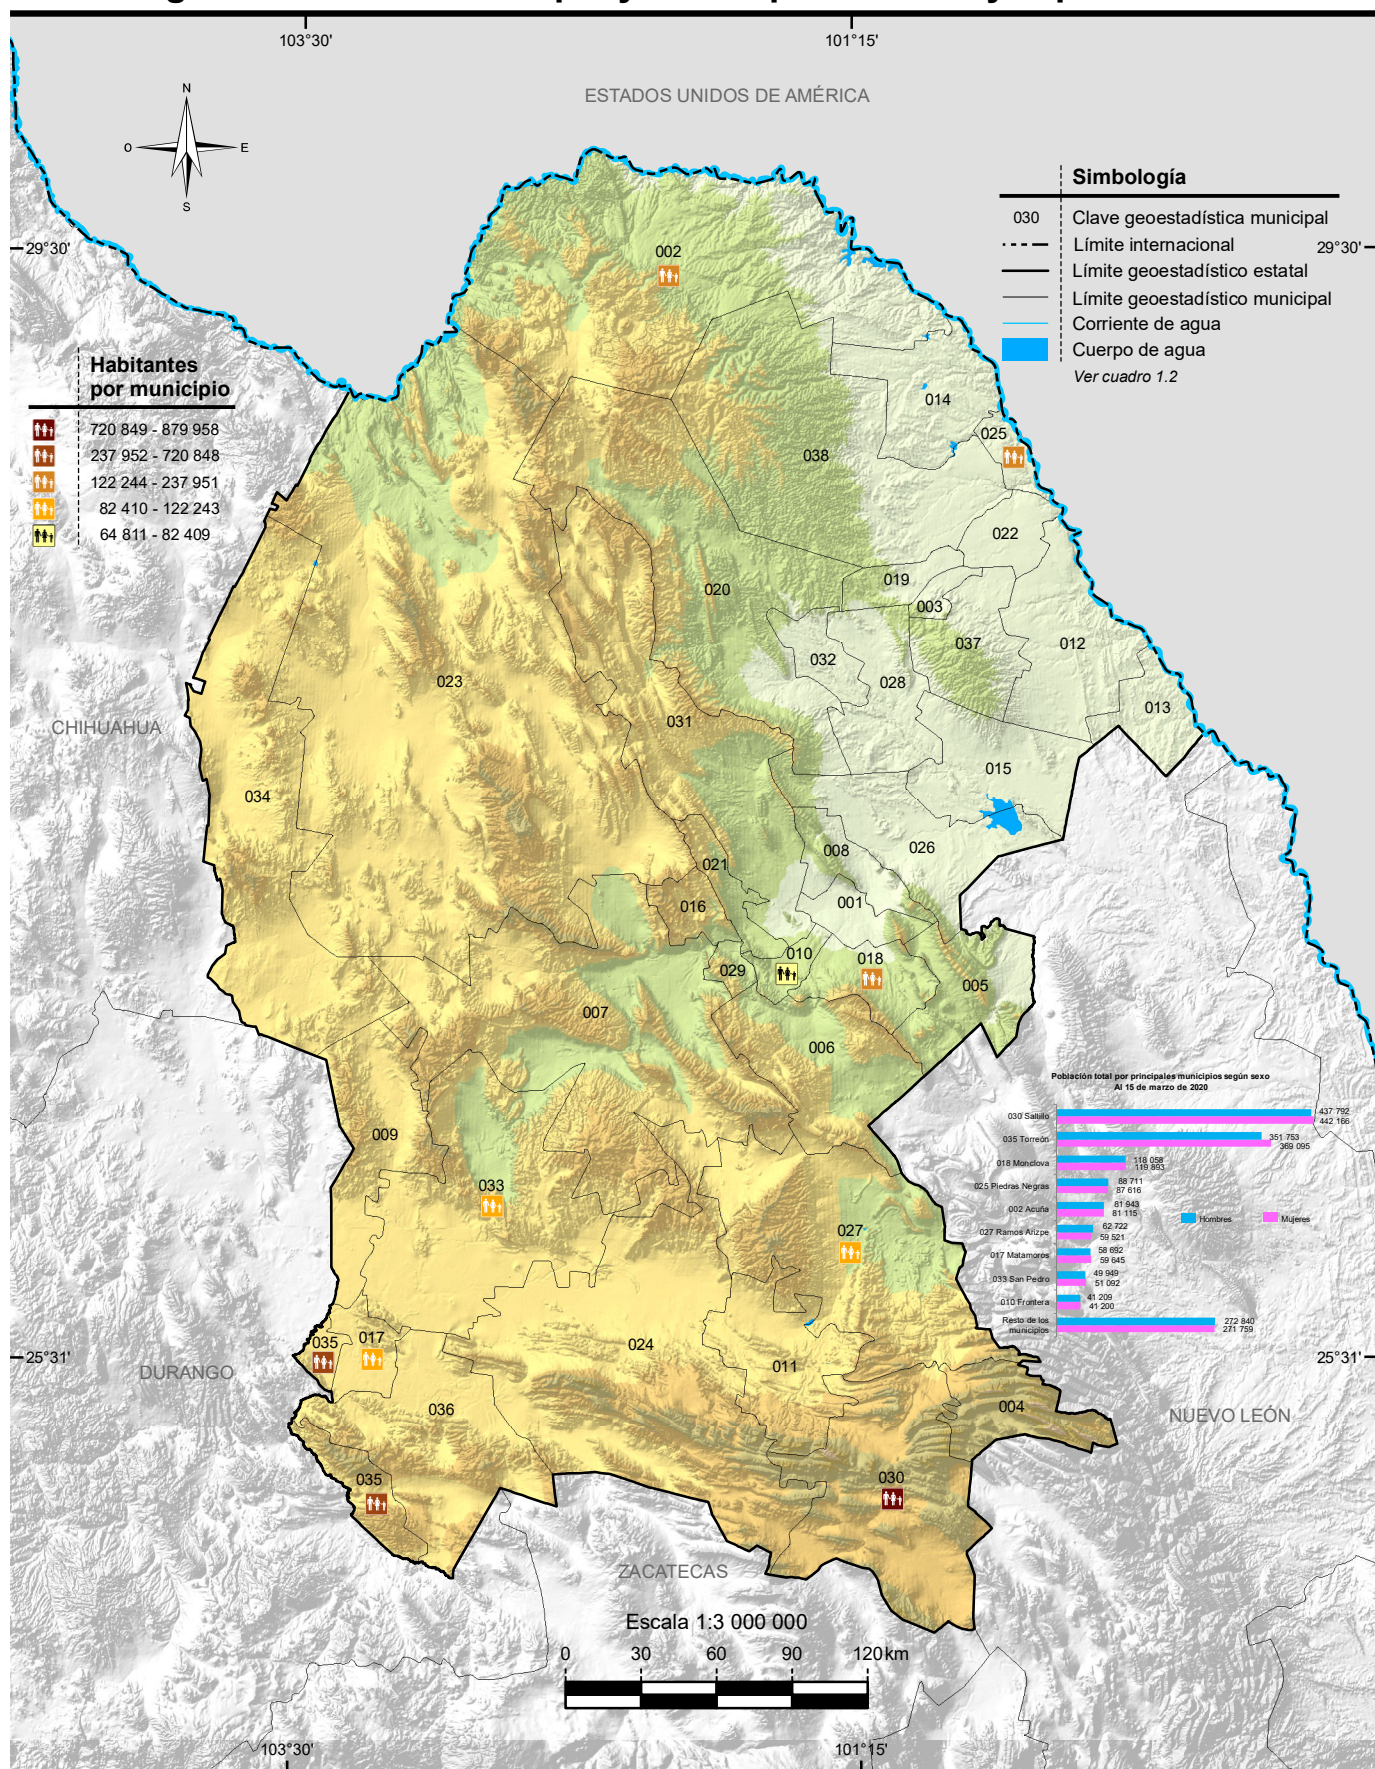 103°30'
101°15'
ESTADOS UNIDOS DE AMÉRICA
N
O
E
S
Simbología
030 Clave geoestadística municipal
Límite internacional
Límite geoestadístico estatal
Límite geoestadístico municipal
Corriente de agua
Cuerpo de agua
Ver cuadro 1.2
29°30'
29°30'
Habitantes
por municipio
720 849 - 879 958
237 952 - 720 848
122 244 - 237 951
82 410 - 122 243
64 811 - 82 409
002
014
025
038
022
019
020
003
037
012
032
028
023
013
031
CHIHUAHUA
015
034
008
026
021
001
016
010
018
029
005
007
006
009
033
027
Población total por principales municipios según sexo
Al 15 de marzo de 2020
030 Saltillo 437 792
442 166
035 Torreón 351 753
369 095
018 Monclova 118 058
119 893
025 Piedras Negras 88 711
87 616
002 Acuña 81 943
81 115
027 Ramos Arizpe 62 722
59 521
017 Matamoros 58 692
59 645
033 San Pedro 49 949
51 092
010 Frontera 41 209
41 200
Resto de los
municipios
272 840
271 759
Hombres
Mujeres
035
017
024
011
25°31'
25°31'
DURANGO
036
004
NUEVO LEÓN
035
030
ZACATECAS
Escala 1:3 000 000
0 30 60 90 120 km
103°30'
101°15'